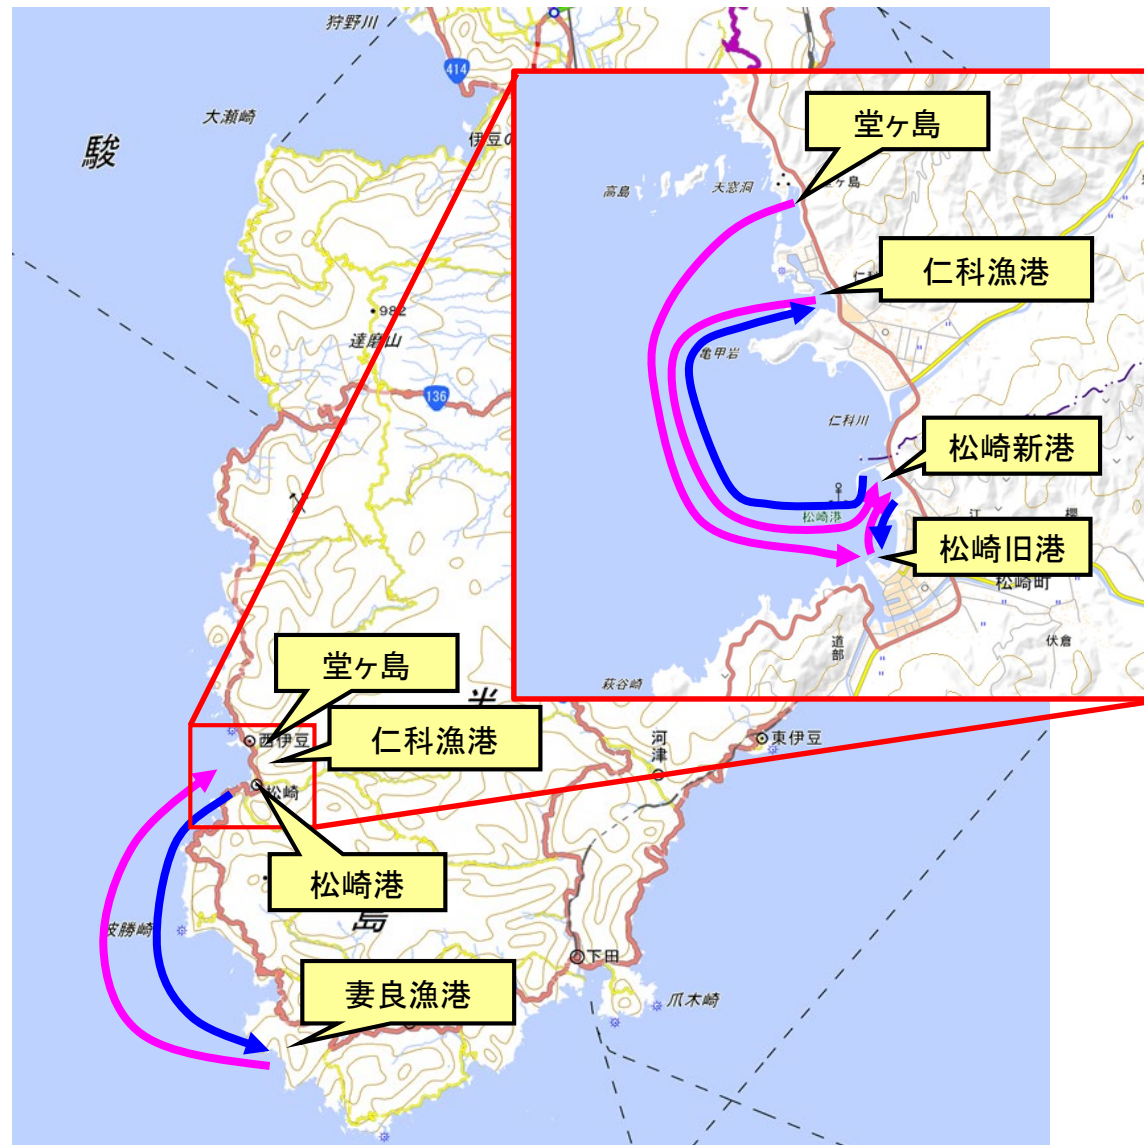 狩野川
414
大瀬崎
駿
伊豆の
堂ヶ島
高島
天窓洞
仁科漁港
982
達磨山
亀甲岩
136
仁科川
松崎新港
松崎港
江
櫻
松崎旧港
松崎町
道部
伏倉
萩谷崎
堂ヶ島
半
西伊豆
仁科漁港
河津
東伊豆
松崎
松崎港
島
波勝崎
下田
妻良漁港
爪木崎